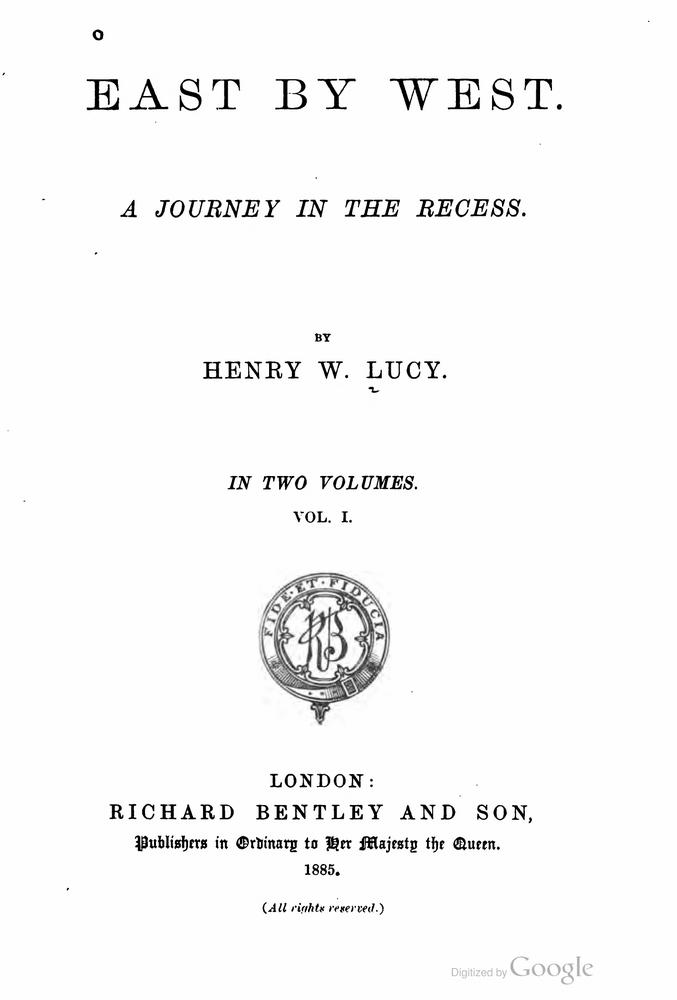 EAST BY WEST.
A JOURNEY IN THE RECESS.
BY
HENRY W. LUCY.
IN TWO VOLUMES.
VOL. I.
FIDE·ET·FIDUCIA
RB
LONDON:
RICHARD BENTLEY AND SON,
Publishers in Ordinary to Her Majesty the Queen.
1885.
(All rights reserved.)
Digitized by Google